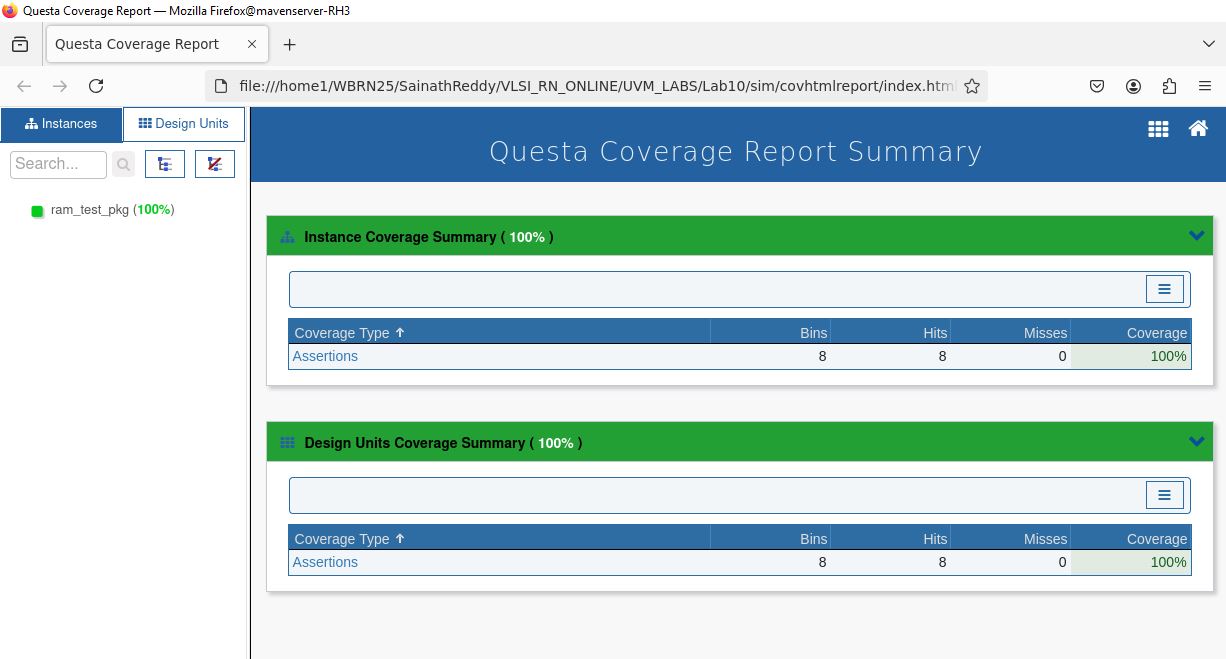 Questa Coverage Report — Mozilla Firefox@mavenserver-RH3
Questa Coverage Report
file:///home1/WBRN25/SainathReddy/VLSI_RN_ONLINE/UVM_LABS/Lab10/sim/covhtmlreport/index.htm
Instances Design Units
Search...
ram_test_pkg (100%)
Questa Coverage Report Summary
Instance Coverage Summary ( 100% )
Coverage Type Bins Hits Misses Coverage
Assertions 8 8 0 100%
Design Units Coverage Summary ( 100% )
Coverage Type Bins Hits Misses Coverage
Assertions 8 8 0 100%